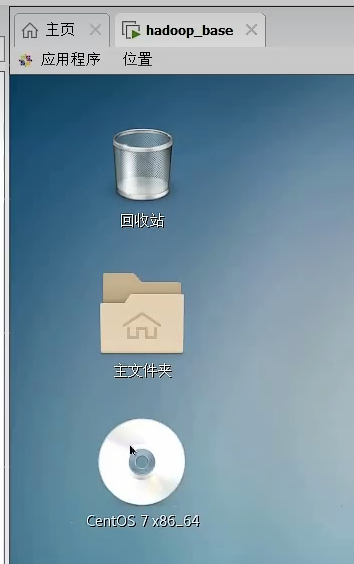 主页
hadoop_base
应用程序 位置
回收站
主文件夹
CentOS 7 x86_64